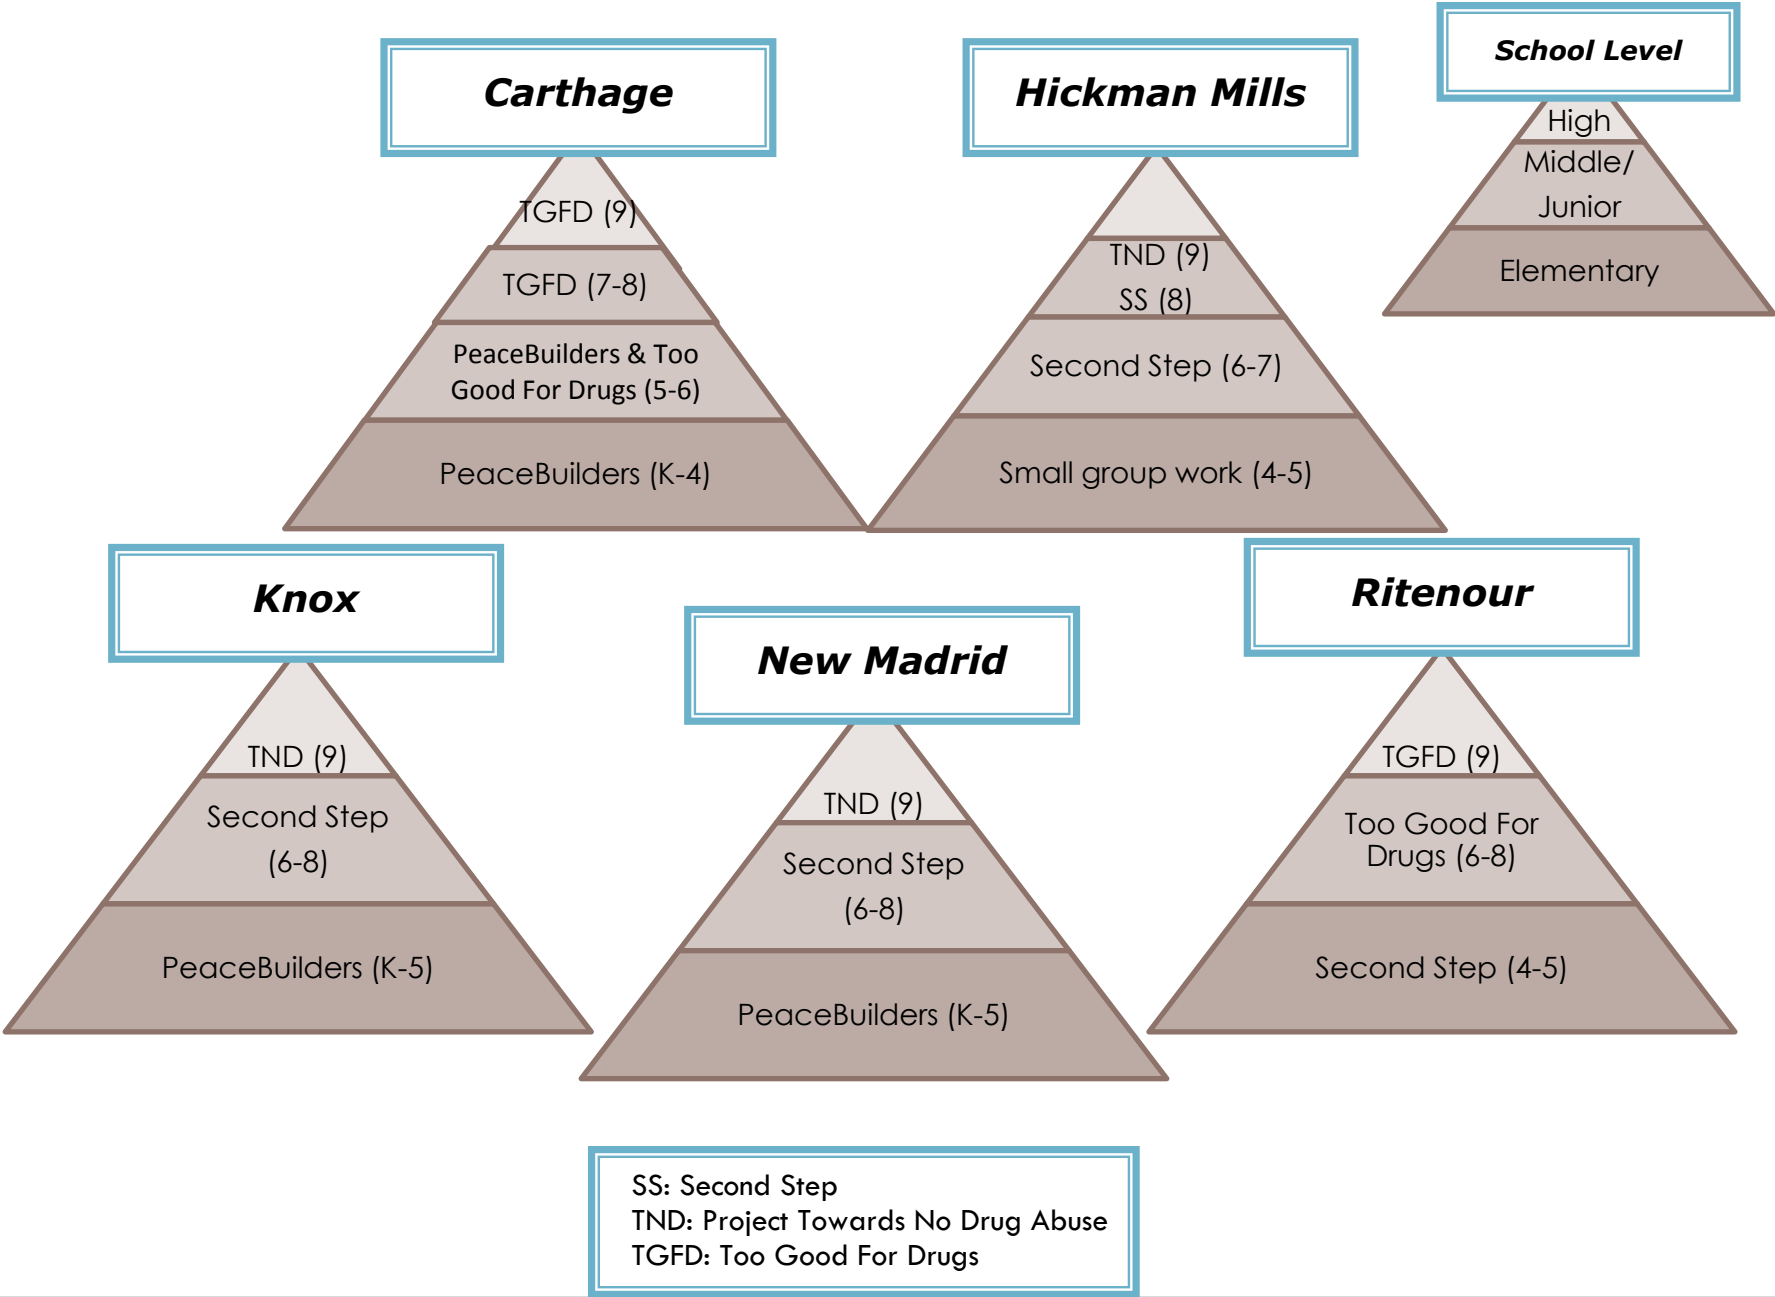 Carthage
TGFD (9)
TGFD (7-8)
PeaceBuilders & Too
Good For Drugs (5-6)
PeaceBuilders (K-4)
Hickman Mills
TND (9)
SS (8)
Second Step (6-7)
Small group work (4-5)
School Level
High
Middle/
Junior
Elementary
Knox
TND (9)
Second Step
(6-8)
PeaceBuilders (K-5)
New Madrid
TND (9)
Second Step
(6-8)
PeaceBuilders (K-5)
Ritenour
TGFD (9)
Too Good For
Drugs (6-8)
Second Step (4-5)
SS: Second Step
TND: Project Towards No Drug Abuse
TGFD: Too Good For Drugs